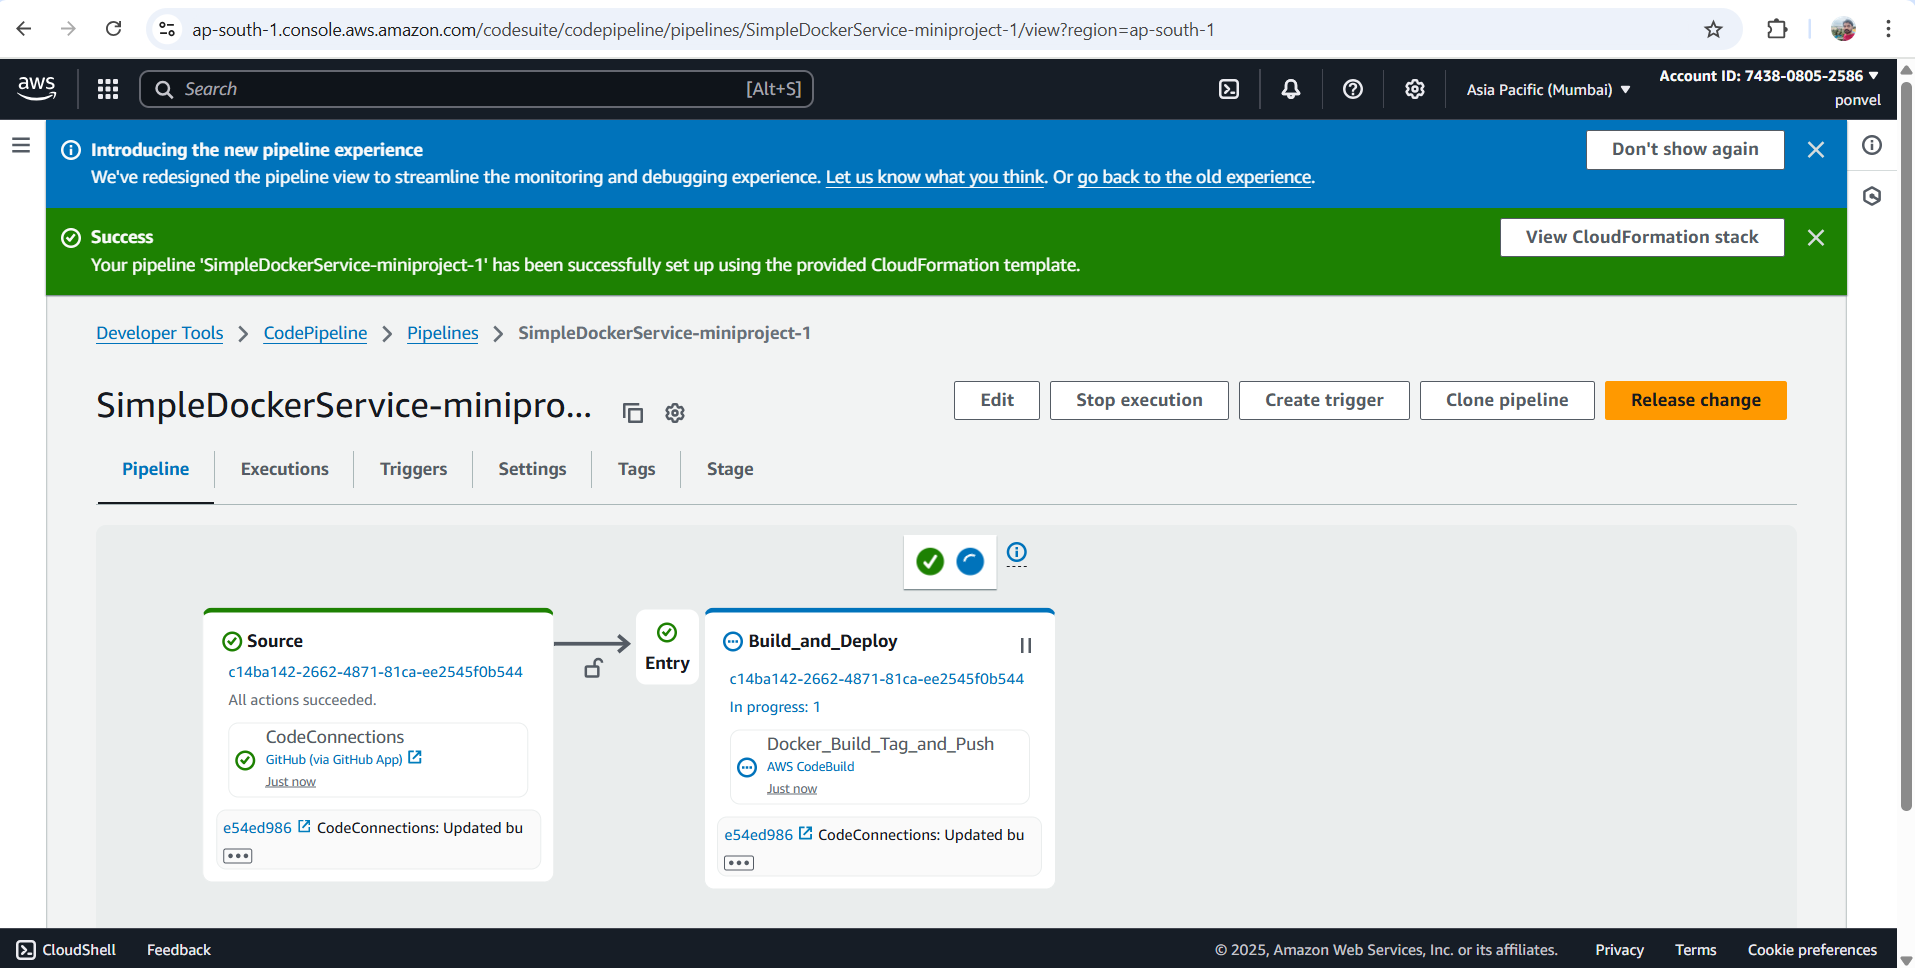 ap-south-1.console.aws.amazon.com/codesuite/codepipeline/pipelines/SimpleDockerService-miniproject-1/view?region=ap-south-1
aws
Search
[Alt+S]
Asia Pacific (Mumbai) ▼
Account ID: 7438-0805-2586 ▼
ponvel
Introducing the new pipeline experience
We've redesigned the pipeline view to streamline the monitoring and debugging experience. Let us know what you think. Or go back to the old experience.
Don't show again
Success
Your pipeline 'SimpleDockerService-miniproject-1' has been successfully set up using the provided CloudFormation template.
View CloudFormation stack
Developer Tools
CodePipeline
Pipelines
SimpleDockerService-miniproject-1
SimpleDockerService-minipro...
Edit
Stop execution
Create trigger
Clone pipeline
Release change
Pipeline
Executions
Triggers
Settings
Tags
Stage
Source
c14ba142-2662-4871-81ca-ee2545f0b544
All actions succeeded.
CodeConnections
GitHub (via GitHub App)
Just now
e54ed986 CodeConnections: Updated bu
Entry
Build_and_Deploy
c14ba142-2662-4871-81ca-ee2545f0b544
In progress: 1
Docker_Build_Tag_and_Push
AWS CodeBuild
Just now
e54ed986 CodeConnections: Updated bu
CloudShell
Feedback
© 2025, Amazon Web Services, Inc. or its affiliates.
Privacy
Terms
Cookie preferences